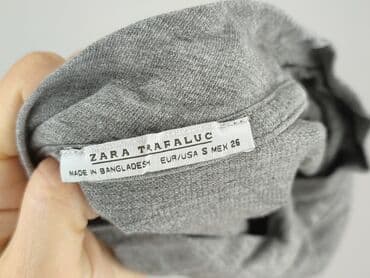 ZARA TRAFALUC
MADE IN BANGLADESH EUR/USA S MEX 26